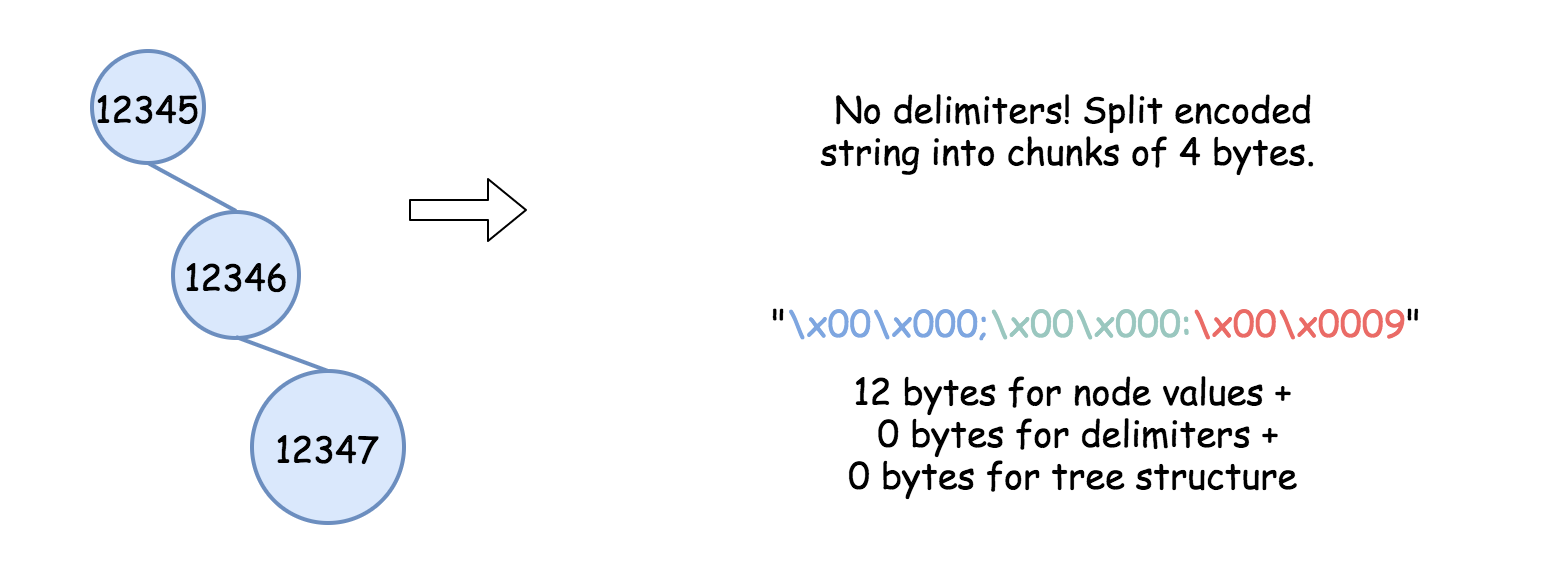 12345
12346
12347
No delimiters! Split encoded
string into chunks of 4 bytes.
"\x00\x000;\x00\x000:\x00\x0009"
12 bytes for node values +
0 bytes for delimiters +
0 bytes for tree structure